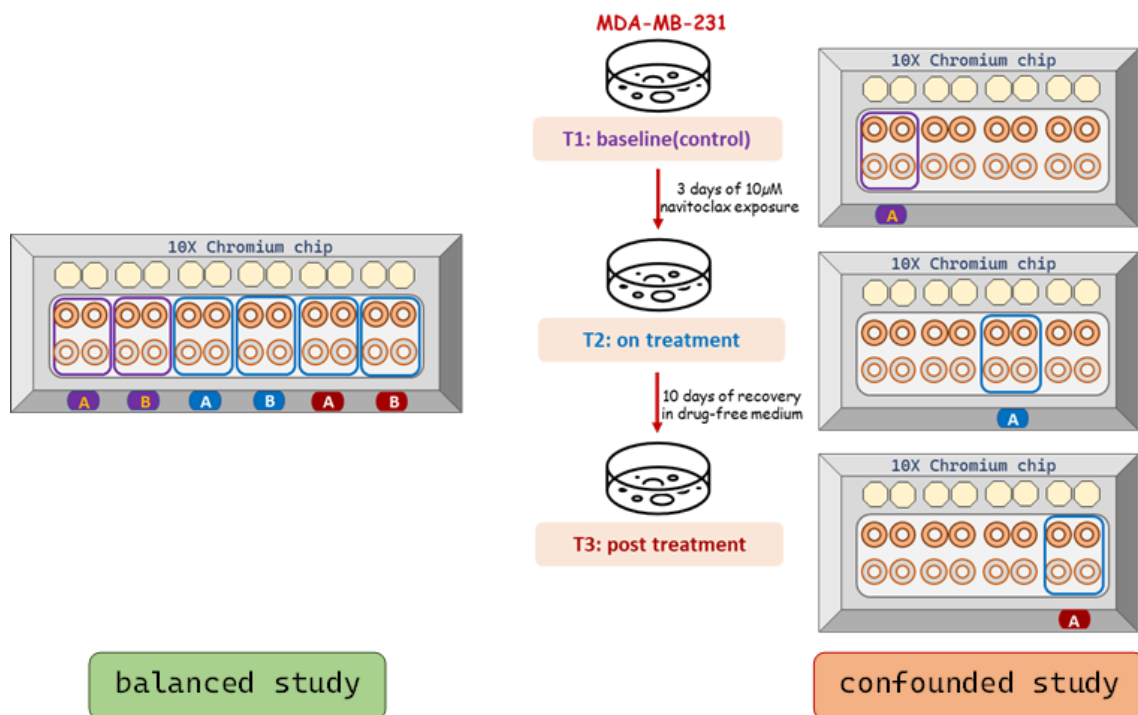 MDA-MB-231
10X Chromium chip
T1: baseline(control)
3 days of 10µM
navitoclax exposure
A
10X Chromium chip
A B A B A B
10X Chromium chip
T2: on treatment
A
10 days of recovery
in drug-free medium
10X Chromium chip
T3: post treatment
A
balanced study
confounded study